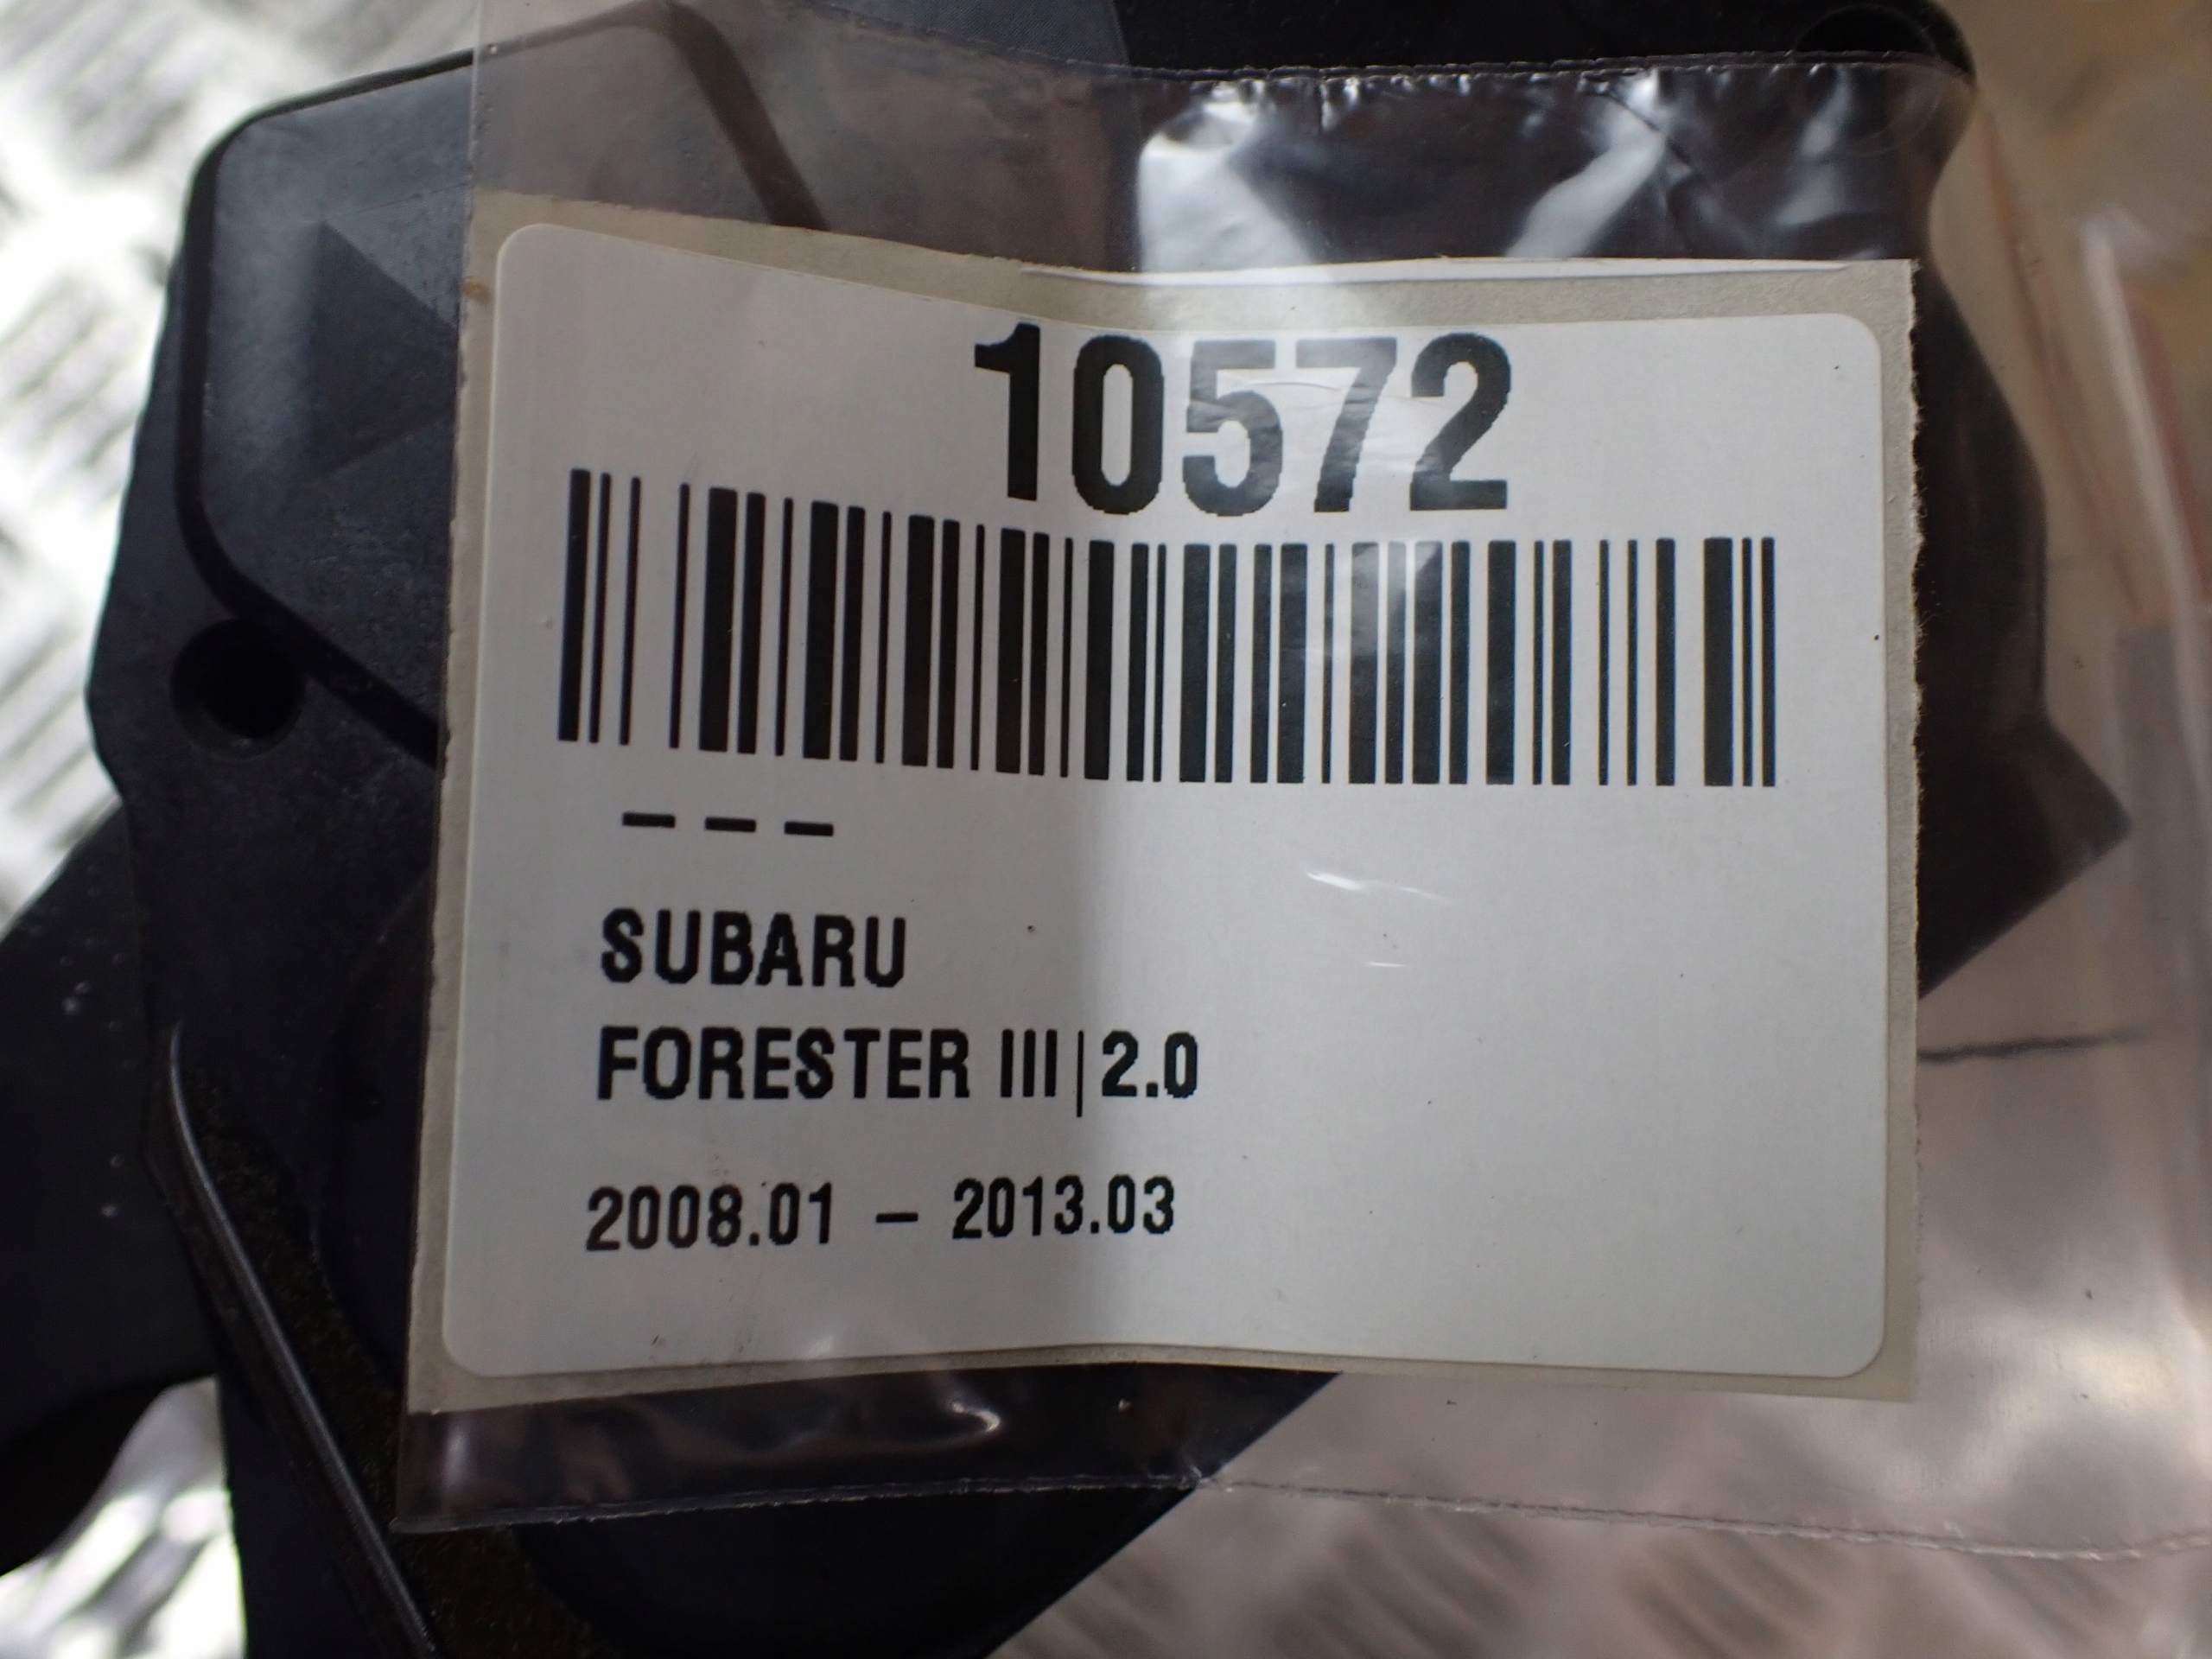 10572
– – –
SUBARU
FORESTER III|2.0
2008.01 – 2013.03